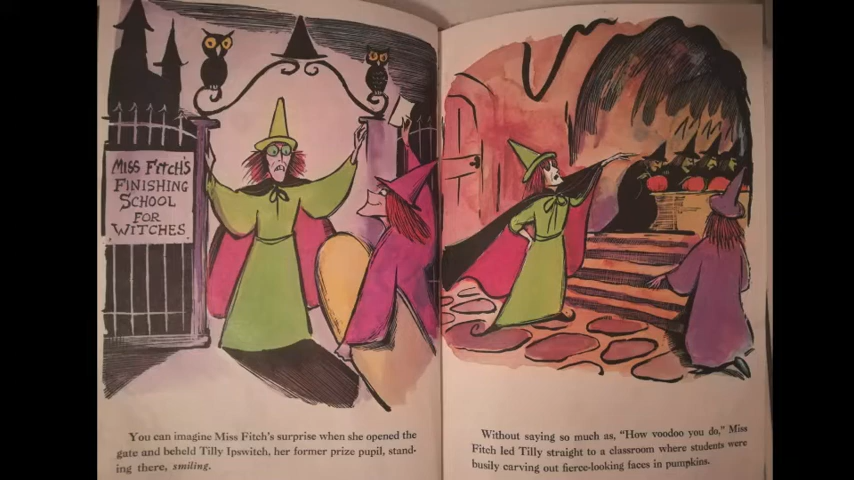 MISS FITCH'S
FINISHING
SCHOOL
FOR
WITCHES
You can imagine Miss Fitch's surprise when she opened the
gate and beheld Tilly Ipswitch, her former prize pupil, stand-
ing there, smiling.
Without saying so much as, "How voodoo you do," Miss
Fitch led Tilly straight to a classroom where students were
busily carving out fierce-looking faces in pumpkins.